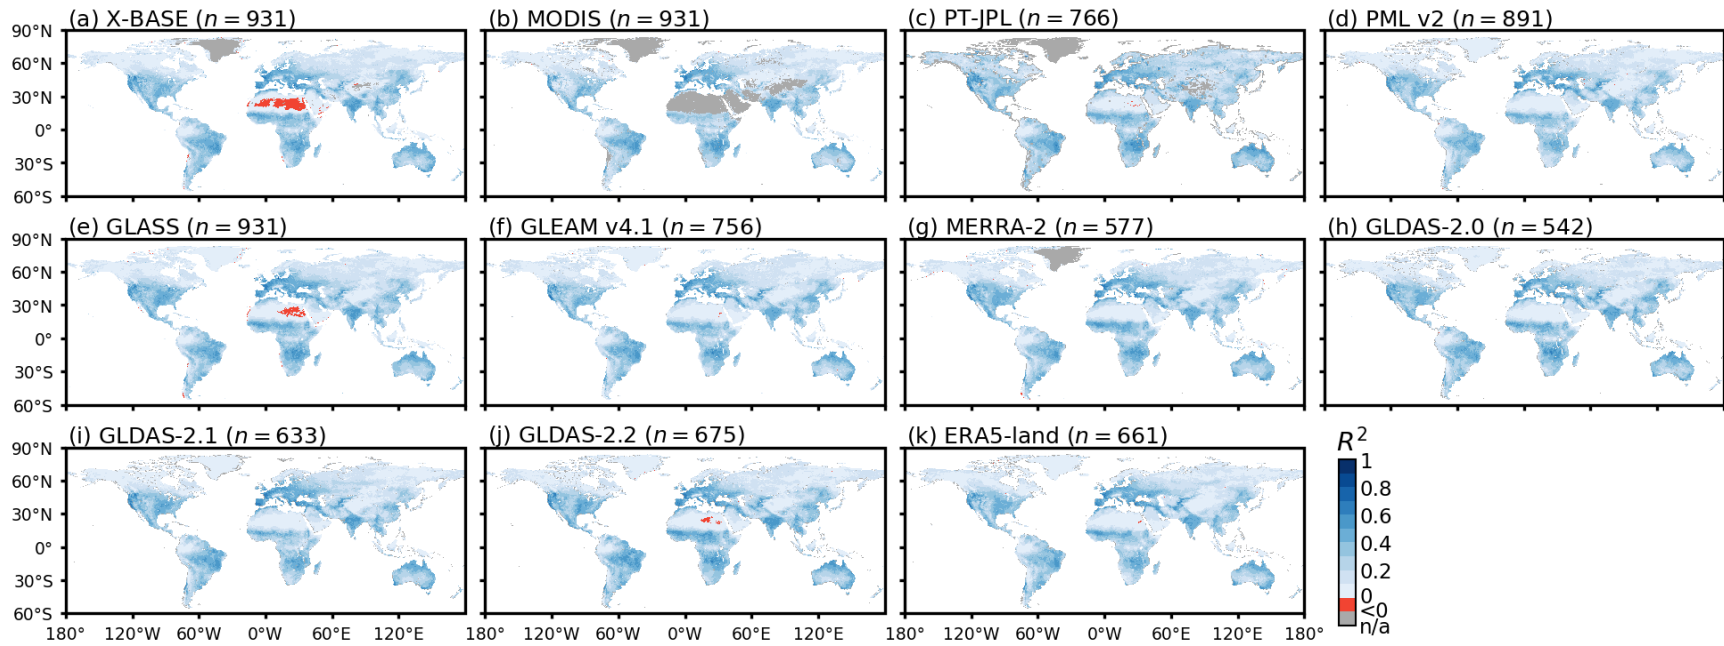 (a) X-BASE (n = 931)
(b) MODIS (n = 931)
(c) PT-JPL (n = 766)
(d) PML v2 (n = 891)
90°N
60°N
30°N
0°
30°S
60°S
(e) GLASS (n = 931)
(f) GLEAM v4.1 (n = 756)
(g) MERRA-2 (n = 577)
(h) GLDAS-2.0 (n = 542)
90°N
60°N
30°N
0°
30°S
60°S
(i) GLDAS-2.1 (n = 633)
(j) GLDAS-2.2 (n = 675)
(k) ERA5-land (n = 661)
90°N
60°N
30°N
0°
30°S
60°S
180° 120°W 60°W 0°W 60°E 120°E
180° 120°W 60°W 0°W 60°E 120°E
180° 120°W 60°W 0°W 60°E 120°E 180°
R²
1
0.8
0.6
0.4
0.2
0
<0
n/a